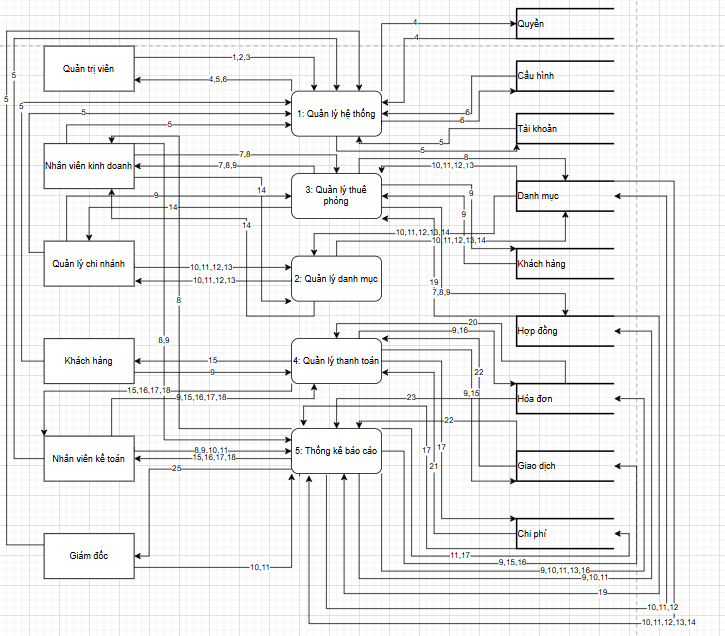 4
Quyền
4
Quản trị viên
1,2,3
4,5,6
Cấu hình
5
5
5
5
5
1: Quản lý hệ thống
6
6
Tài khoản
5
5
Nhân viên kinh doanh
7,8
7,8,9
8
10,11,12,13
14
9
14
3: Quản lý thuê
phòng
9
Danh mục
9
14
10,11,12,13,14
10,11,12,13,14
Quản lý chi nhánh
10,11,12,13
10,11,12,13
2: Quản lý danh mục
Khách hàng
19
7,8,9
8
20
9,16
Hợp đồng
8,9
Khách hàng
15
9
4: Quản lý thanh toán
22
15,16,17,18
9,15,16,17,18
23
9,15
Hóa đơn
22
Nhân viên kế toán
8,9,10,11
15,16,17,18
25
5: Thống kê báo cáo
17
17
21
Giao dịch
Chi phí
Giám đốc
10,11
11,17
9,15,16
9,10,11,13,16
9,10,11
19
10,11,12
10,11,12,13,14